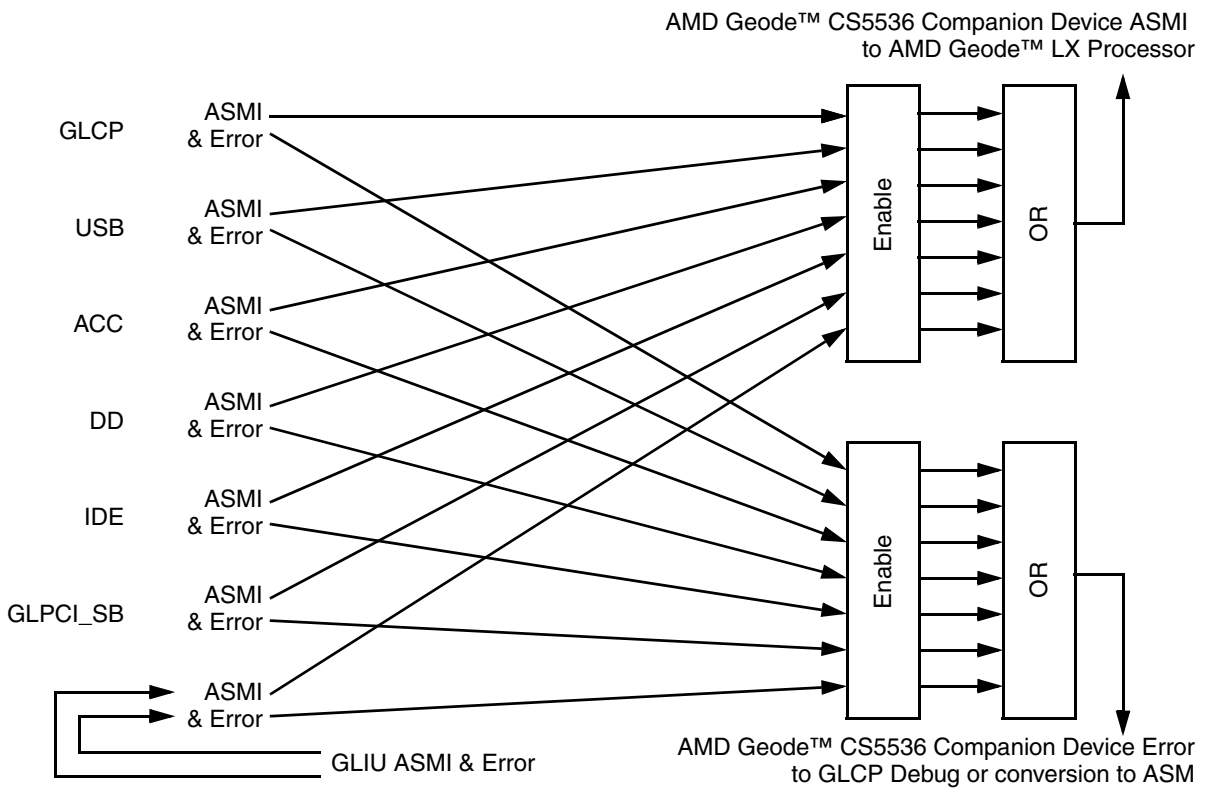 AMD Geode™ CS5536 Companion Device ASMI
to AMD Geode™ LX Processor
GLCP
ASMI
& Error
USB
ASMI
& Error
ACC
ASMI
& Error
DD
ASMI
& Error
IDE
ASMI
& Error
GLPCI_SB
ASMI
& Error
ASMI
& Error
GLIU ASMI & Error
Enable
OR
Enable
OR
AMD Geode™ CS5536 Companion Device Error
to GLCP Debug or conversion to ASM